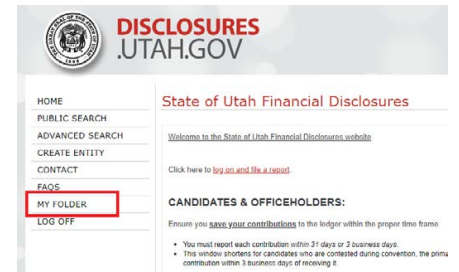 DISCLOSURES
.UTAH.GOV
HOME
PUBLIC SEARCH
ADVANCED SEARCH
CREATE ENTITY
CONTACT
FAQS
MY FOLDER
LOG OFF
State of Utah Financial Disclosures
Welcome to the State of Utah Financial Disclosures website.
Click here to log on and file a report.
CANDIDATES & OFFICEHOLDERS:
Ensure you save your contributions to the ledger within the proper time frame.
• You must report each contribution within 31 days or 3 business days.
• This window shortens for candidates who are contested during convention, the prima
contribution within 3 business days of receiving it.